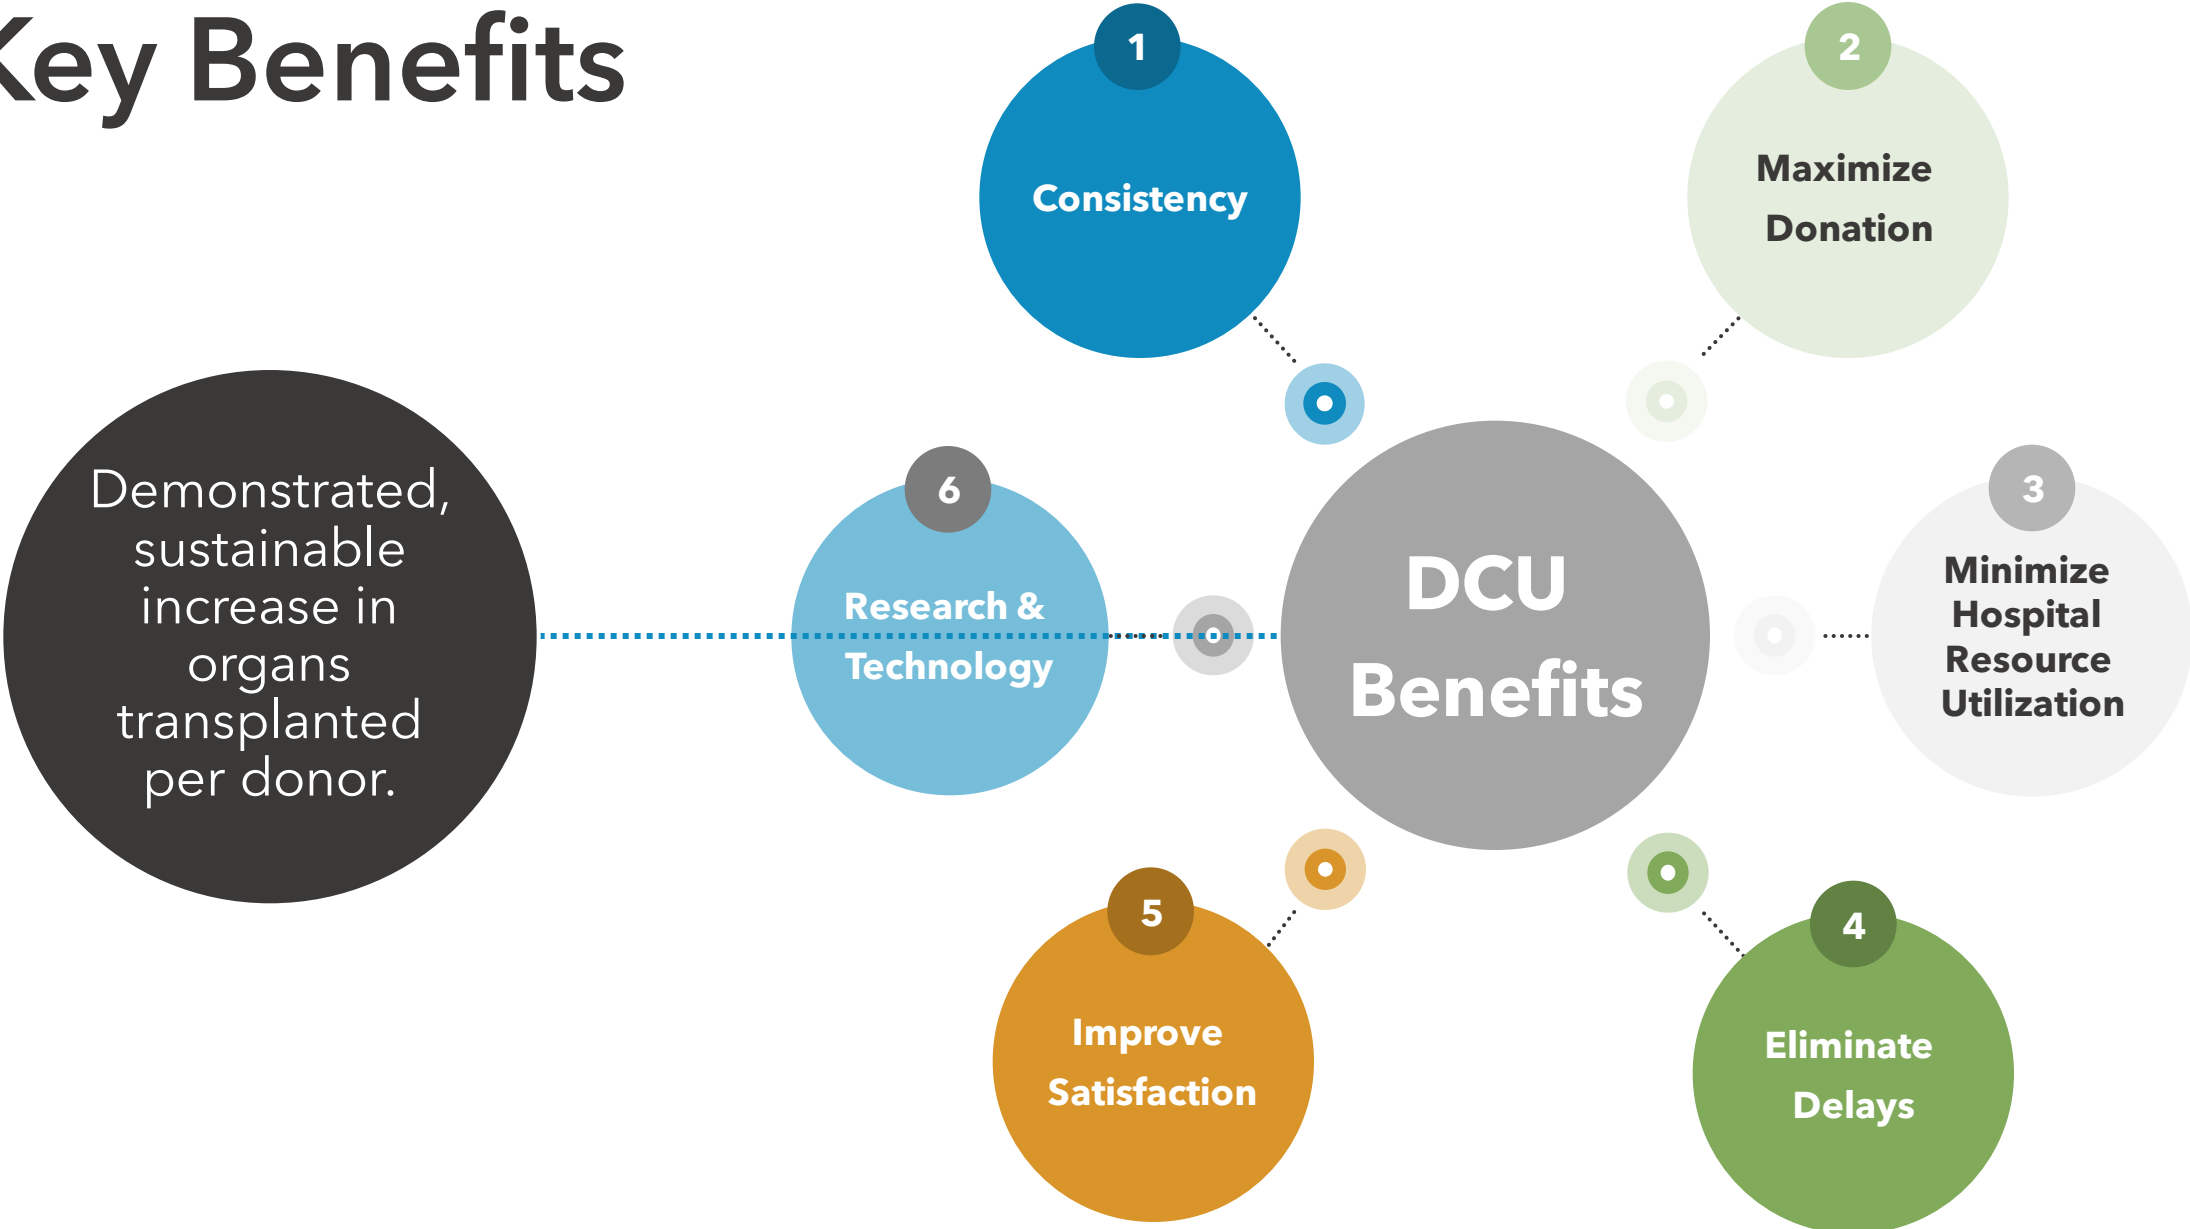 Key Benefits
Demonstrated,
sustainable
increase in
organs
transplanted
per donor.
DCU
Benefits
1
Consistency
2
Maximize
Donation
3
Minimize
Hospital
Resource
Utilization
4
Eliminate
Delays
5
Improve
Satisfaction
6
Research &
Technology